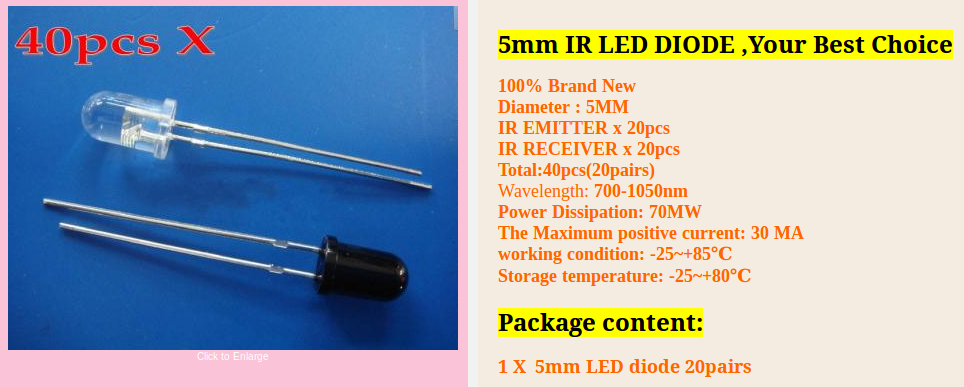 40pcs X
Click to Enlarge
5mm IR LED DIODE ,Your Best Choice
100% Brand New
Diameter : 5MM
IR EMITTER x 20pcs
IR RECEIVER x 20pcs
Total:40pcs(20pairs)
Wavelength: 700-1050nm
Power Dissipation: 70MW
The Maximum positive current: 30 MA
working condition: -25~+85℃
Storage temperature: -25~+80℃
Package content:
1 X 5mm LED diode 20pairs